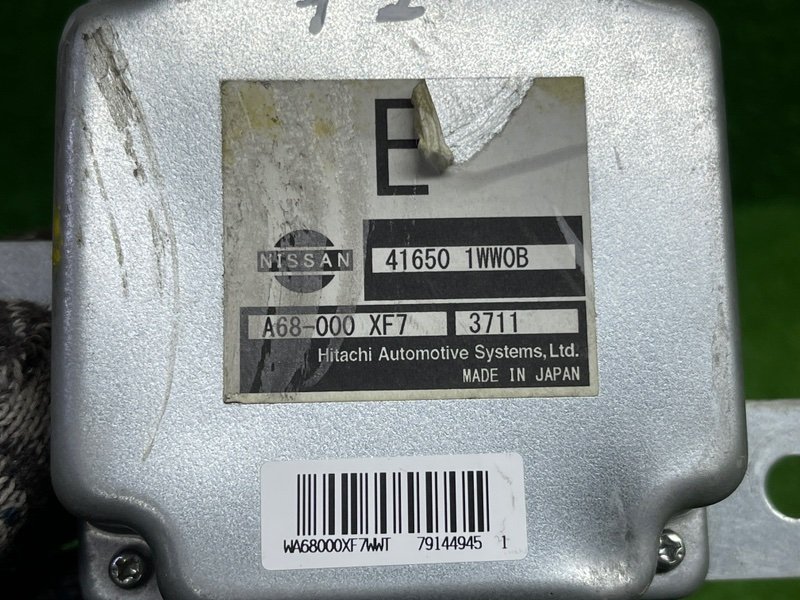 E
NISSAN
41650 1WW0B
A68-000 XF7 3711
Hitachi Automotive Systems, Ltd.
MADE IN JAPAN
WA68000XF7WWT 79144945 1